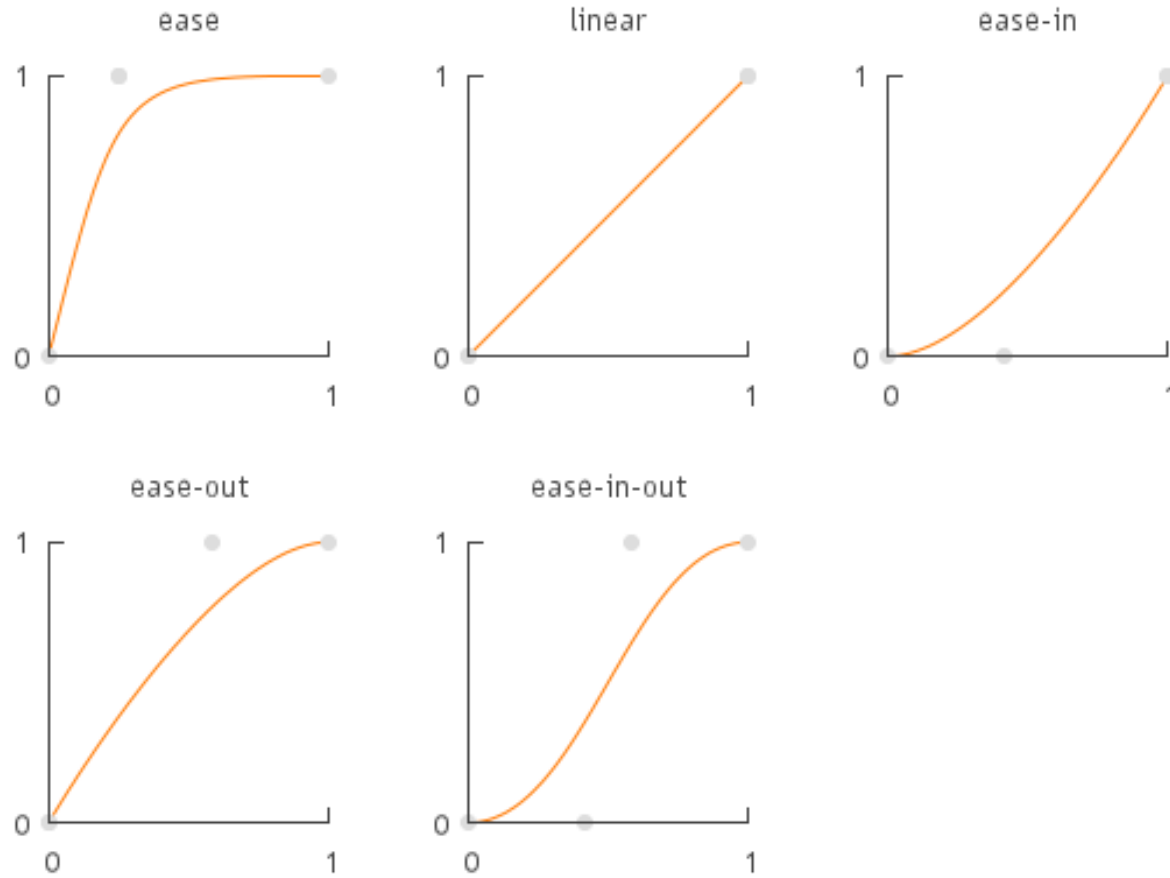 ease linear ease-in
1 1 1
0 0 0
0 1 0 1 0 1
ease-out ease-in-out
1 1
0 0
0 1 0 1